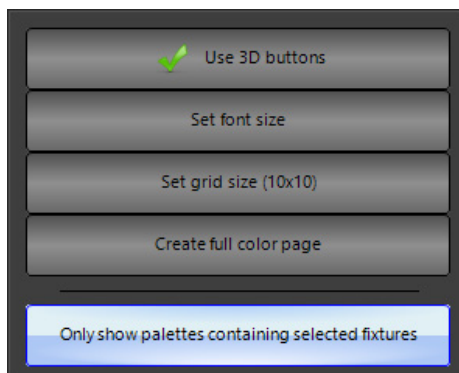 Use 3D buttons
Set font size
Set grid size (10x10)
Create full color page
Only show palettes containing selected fixtures